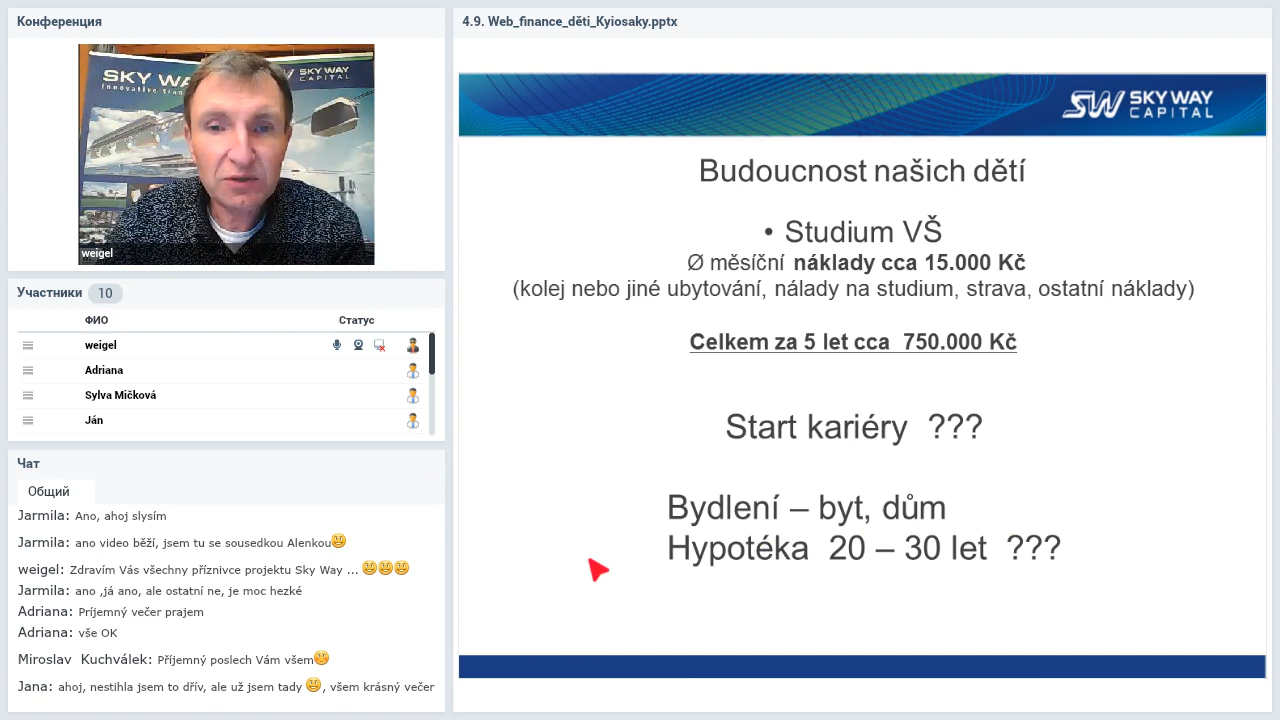 Конференция
SKY WA
Innovative tran
SKY WAY
CAPITAL
weigel
Участники 10
ФИО Статус
weigel
Adriana
Sylva Mičková
Ján
Чат
Общий
Jarmila: Ano, ahoj slysím
Jarmila: ano video běží, jsem tu se sousedkou Alenkou
weigel: Zdravím Vás všechny příznivce projektu Sky Way ...
Jarmila: ano ,já ano, ale ostatní ne, je moc hezké
Adriana: Príjemný večer prajem
Adriana: vše OK
Miroslav Kuchválek: Příjemný poslech Vám všem
Jana: ahoj, nestihla jsem to dřív, ale už jsem tady , všem krásný večer
4.9. Web_finance_děti_Kyiosaky.pptx
SW SKY WAY
CAPITAL
Budoucnost našich dětí
• Studium VŠ
Ø měsíční náklady cca 15.000 Kč
(kolej nebo jiné ubytování, nálady na studium, strava, ostatní náklady)
Celkem za 5 let cca 750.000 Kč
Start kariéry ???
Bydlení – byt, dům
Hypotéka 20 – 30 let ???